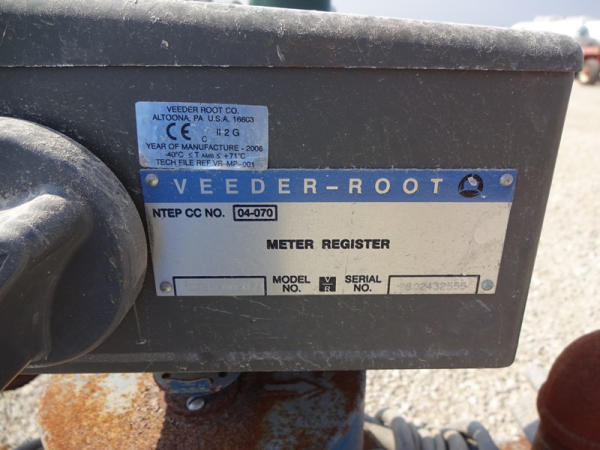 VEEDER ROOT CO.
ALTOONA, PA U.S.A. 16603
CE C II 2 G
YEAR OF MANUFACTURE - 2006
-40°C ≤ T AMB ≤ +71°C
TECH FILE REF VR-MP-001
VEEDER-ROOT
NTEP CC NO. 04-070
METER REGISTER
MODEL NO. VR SERIAL NO.